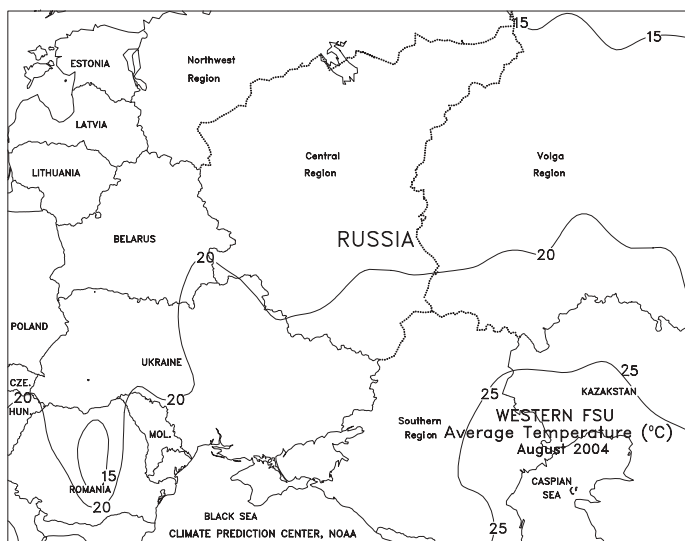 15
15
Northwest
Region
ESTONIA
LATVIA
Central
Region
Volga
Region
LITHUANIA
RUSSIA
BELARUS
20
20
POLAND
UKRAINE
CZE.
20
HUN.
20
25
KAZAKSTAN
25
WESTERN FSU
Average Temperature (°C)
August 2004
Southern
Region
MOL.
15
ROMANIA
20
CASPIAN
SEA
BLACK SEA
25
CLIMATE PREDICTION CENTER, NOAA